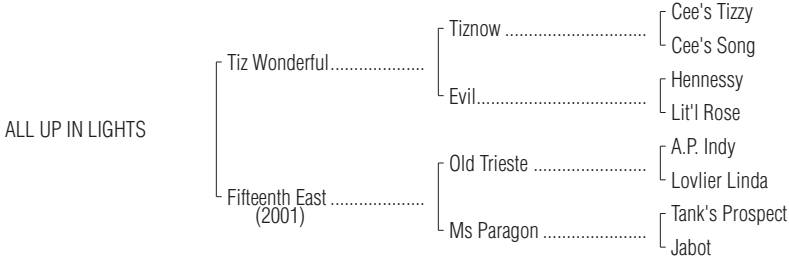 Cee's Tizzy
Tiznow ..............................
Cee's Song
Tiz Wonderful....................
Hennessy
Evil....................................
Lit'l Rose
ALL UP IN LIGHTS
A.P. Indy
Old Trieste ........................
Lovlier Linda
Fifteenth East ....................
(2001)
Tank's Prospect
Ms Paragon ......................
Jabot